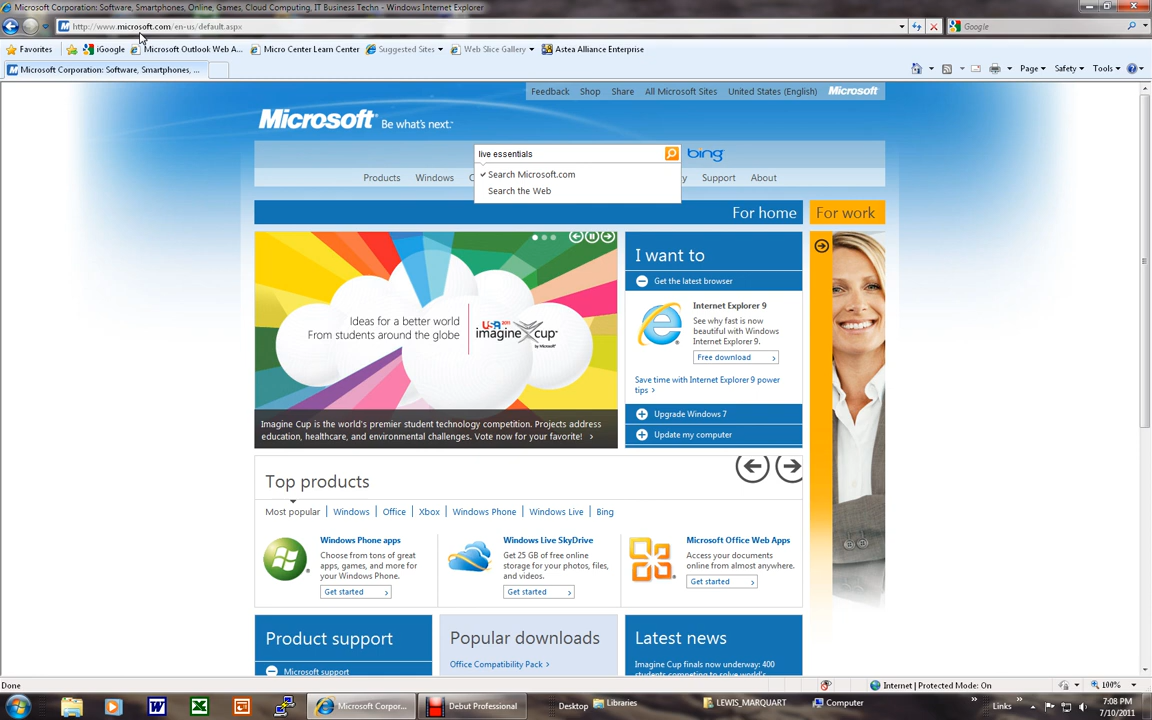 Microsoft Corporation: Software, Smartphones, Online, Games, Cloud Computing, IT Business Techn - Windows Internet Explorer
http://www.microsoft.com/en-us/default.aspx
Google
Favorites iGoogle Microsoft Outlook Web A... Micro Center Learn Center Suggested Sites Web Slice Gallery Astea Alliance Enterprise
Microsoft Corporation: Software, Smartphones, ...
Page Safety Tools
Feedback Shop Share All Microsoft Sites United States (English) Microsoft
Microsoft Be what's next.
live essentials
bing
Search Microsoft.com
Search the Web
Products Windows Support About
For home For work
Ideas for a better world
From students around the globe
USA 2011
imagine cup
by Microsoft
Imagine Cup is the world's premier student technology competition. Projects address
education, healthcare, and environmental challenges. Vote now for your favorite! ›
I want to
Get the latest browser
Internet Explorer 9
See why fast is now
beautiful with Windows
Internet Explorer 9.
Free download ›
Save time with Internet Explorer 9 power
tips >
Upgrade Windows 7
Update my computer
Top products
Most popular Windows Office Xbox Windows Phone Windows Live Bing
Windows Phone apps
Choose from tons of great
apps, games, and more for
your Windows Phone.
Get started ›
Windows Live SkyDrive
Get 25 GB of free online
storage for your photos, files,
and videos.
Get started ›
Microsoft Office Web Apps
Access your documents
online from almost anywhere.
Get started ›
Product support
Microsoft support
Popular downloads
Office Compatibility Pack >
Latest news
Imagine Cup finals now underway: 400
students competing to solve world's
Done
Internet | Protected Mode: On
100%
Microsoft Corpor... Debut Professional Desktop Libraries LEWIS_MARQUART Computer Links
7:08 PM
7/10/2011